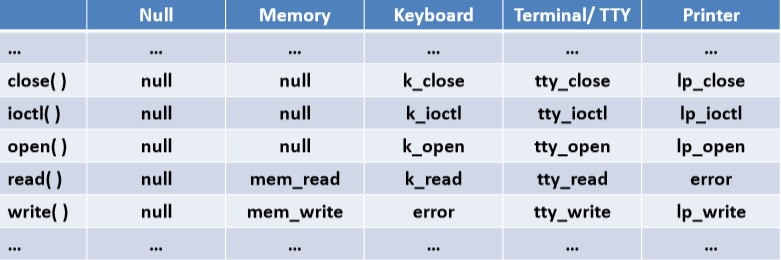 Null Memory Keyboard Terminal/ TTY Printer
... ... ... ... ... ...
close( ) null null k_close tty_close lp_close
ioctl( ) null null k_ioctl tty_ioctl lp_ioctl
open( ) null null k_open tty_open lp_open
read( ) null mem_read k_read tty_read error
write( ) null mem_write error tty_write lp_write
... ... ... ... ... ...